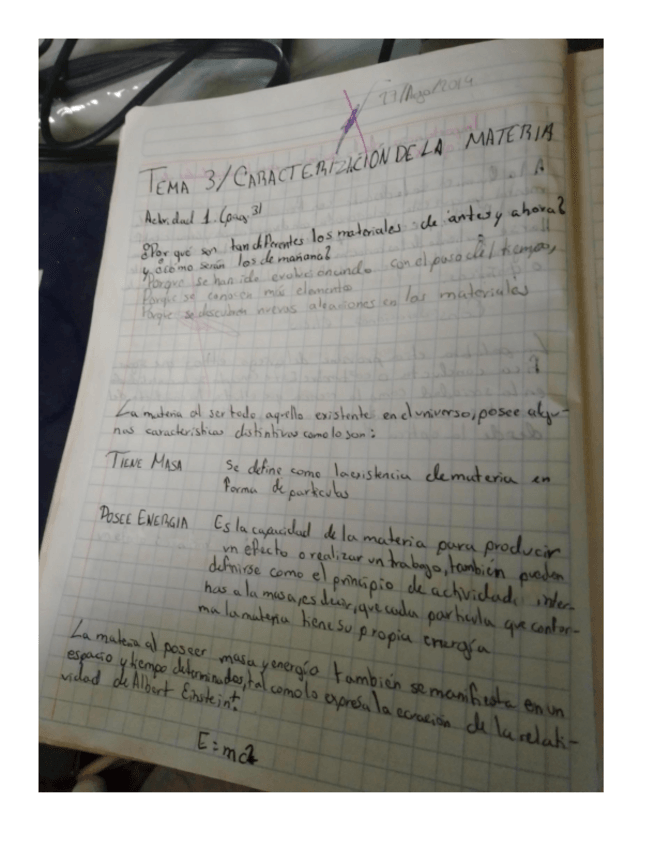 27/Ago/2019
TEMA 3/ CARACTERIZACIÓN DE LA MATERIA
Actividad 1. (pag 3)
¿Por qué son tan diferentes los materiales de antes y ahora?
y ¿cómo serán los de mañana?
Porque se han ido evolucionando con el paso del tiempo,
Porque se conocen más elementos
Porque se descubren nuevas aleaciones en los materiales
La materia al ser todo aquello existente en el universo, posee algu-
nas características distintivas como lo son:
TIENE MASA Se define como la existencia de materia en
forma de partículas
POSEE ENERGIA Es la capacidad de la materia para producir
un efecto o realizar un trabajo, también pueden
definirse como el principio de actividad, inter-
nas a la masa, es decir, que cada partícula que confor-
ma la materia tiene su propia energía
La materia al poseer masa y energía también se manifiesta en un
espacio y tiempo determinados, tal como lo expresa la ecuación de la relati-
vidad de Albert Einstein:
E=mc2